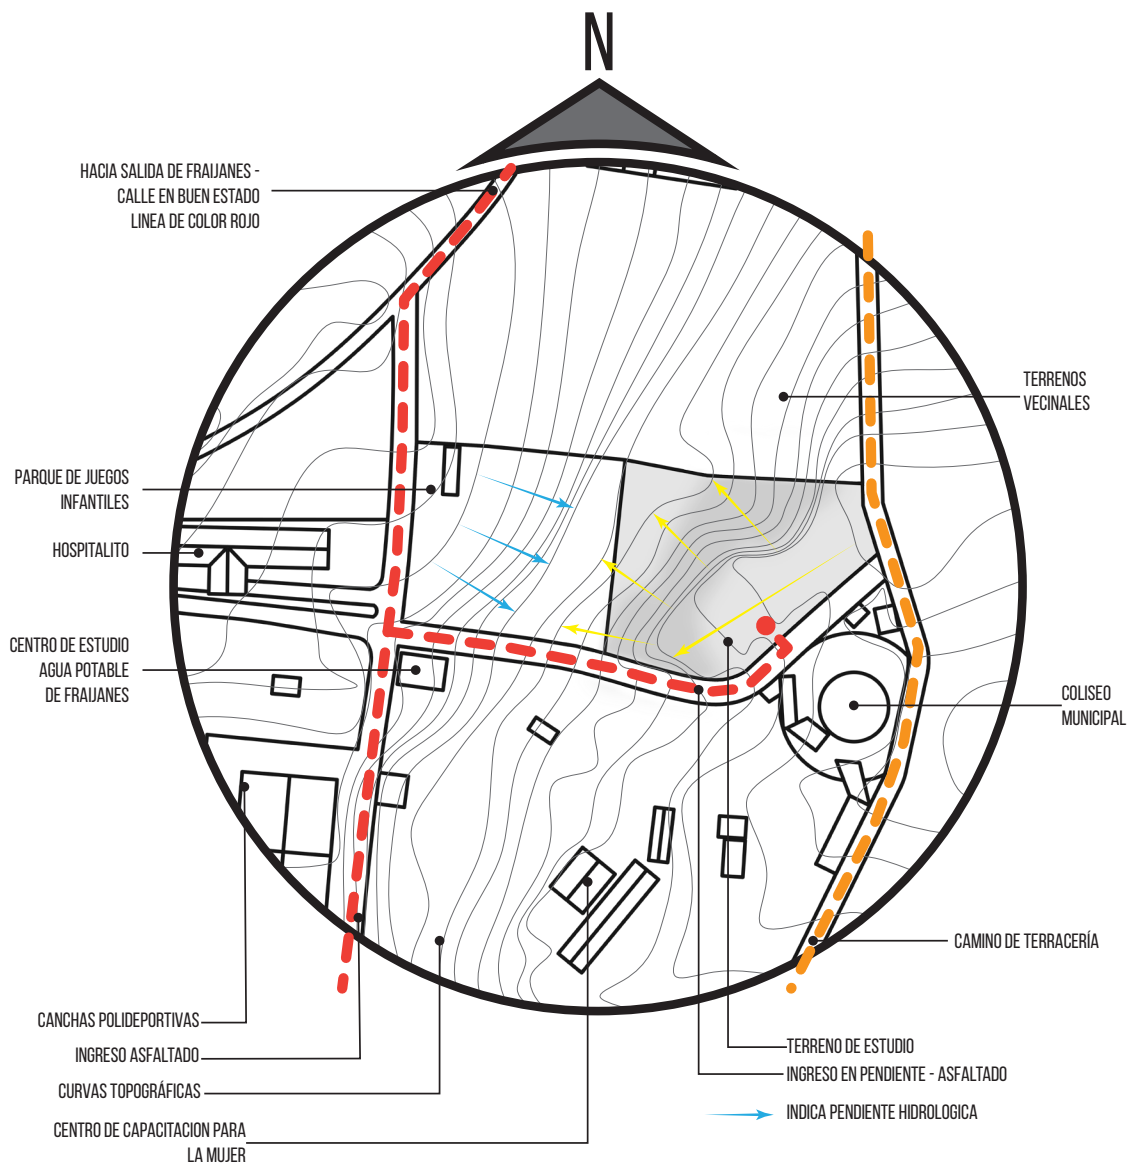 N
HACIA SALIDA DE FRAIJANES -
CALLE EN BUEN ESTADO
LINEA DE COLOR ROJO
TERRENOS
VECINALES
PARQUE DE JUEGOS
INFANTILES
HOSPITALITO
CENTRO DE ESTUDIO
AGUA POTABLE
DE FRAIJANES
COLISEO
MUNICIPAL
CAMINO DE TERRACERÍA
CANCHAS POLIDEPORTIVAS
INGRESO ASFALTADO
CURVAS TOPOGRÁFICAS
CENTRO DE CAPACITACION PARA
LA MUJER
TERRENO DE ESTUDIO
INGRESO EN PENDIENTE - ASFALTADO
INDICA PENDIENTE HIDROLOGICA